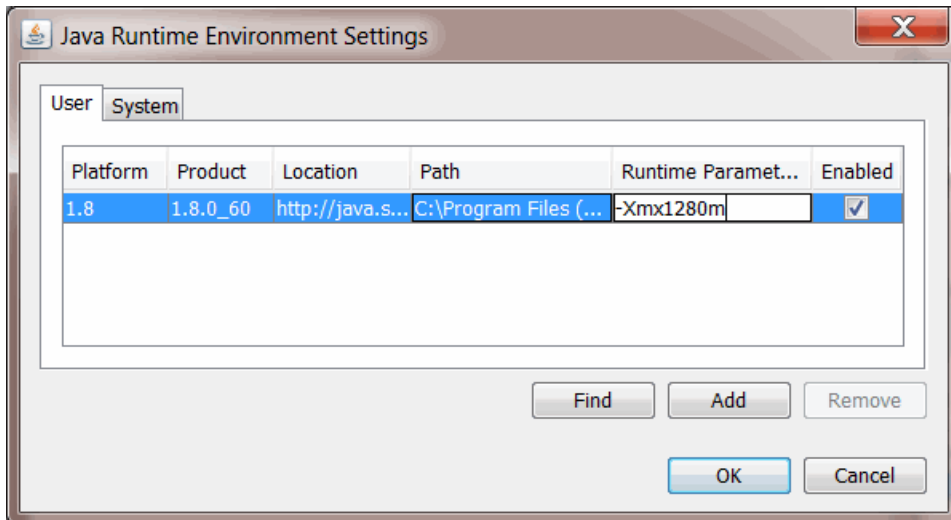 Java Runtime Environment Settings
User System
Platform Product Location Path Runtime Paramet... Enabled
1.8 1.8.0_60 http://java.s... C:\Program Files (... -Xmx1280m
Find Add Remove
OK Cancel